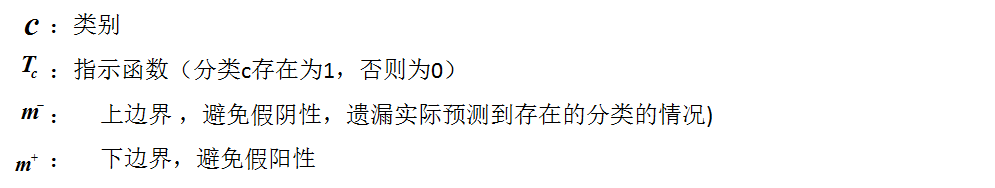 c：类别
T_c：指示函数（分类c存在为1，否则为0）
m⁻： 上边界 ，避免假阴性，遗漏实际预测到存在的分类的情况)
m⁺： 下边界，避免假阳性